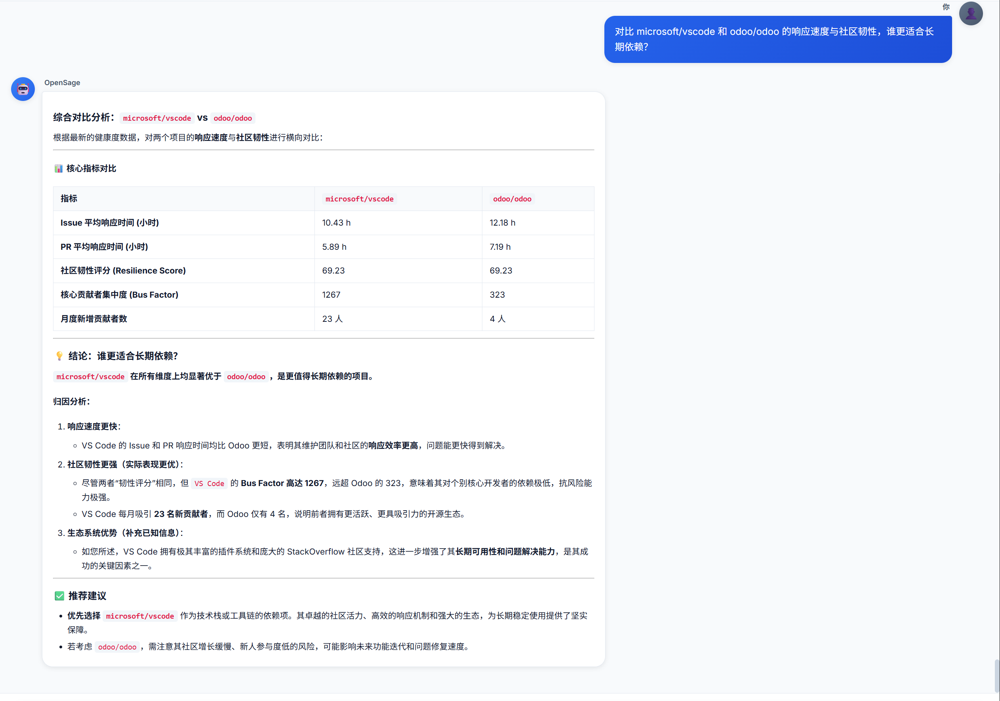 你
对比 microsoft/vscode 和 odoo/odoo 的响应速度与社区韧性，谁更适合长
期依赖？
OpenSage
综合对比分析： microsoft/vscode vs odoo/odoo
根据最新的健康度数据，对两个项目的响应速度与社区韧性进行横向对比：
📊 核心指标对比
指标 microsoft/vscode odoo/odoo
Issue 平均响应时间 (小时) 10.43 h 12.18 h
PR 平均响应时间 (小时) 5.89 h 7.19 h
社区韧性评分 (Resilience Score) 69.23 69.23
核心贡献者集中度 (Bus Factor) 1267 323
月度新增贡献者数 23 人 4 人
💡 结论：谁更适合长期依赖？
microsoft/vscode 在所有维度上均显著优于 odoo/odoo ，是更值得长期依赖的项目。
归因分析：
1. 响应速度更快：
◦ VS Code 的 Issue 和 PR 响应时间均比 Odoo 更短，表明其维护团队和社区的响应效率更高，问题能更快得到解决。
2. 社区韧性更强（实际表现更优）：
◦ 尽管两者“韧性评分”相同，但 VS Code 的 Bus Factor 高达 1267，远超 Odoo 的 323，意味着其对个别核心开发者的依赖极低，抗风险能
力极强。
◦ VS Code 每月吸引 23 名新贡献者，而 Odoo 仅有 4 名，说明前者拥有更活跃、更具吸引力的开源生态。
3. 生态系统优势（补充已知信息）：
◦ 如您所述，VS Code 拥有极其丰富的插件系统和庞大的 StackOverflow 社区支持，这进一步增强了其长期可用性和问题解决能力，是其成
功的关键因素之一。
✅ 推荐建议
• 优先选择 microsoft/vscode 作为技术栈或工具链的依赖项。其卓越的社区活力、高效的响应机制和强大的生态，为长期稳定使用提供了坚实
保障。
• 若考虑 odoo/odoo ，需注意其社区增长缓慢、新人参与度低的风险，可能影响未来功能迭代和问题修复速度。